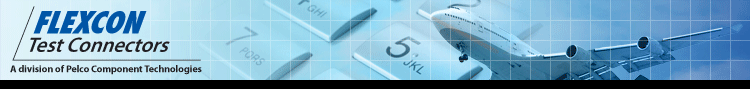 FLEXCON
Test Connectors
A division of Pelco Component Technologies
GHI
7
PQRS
5
JKL